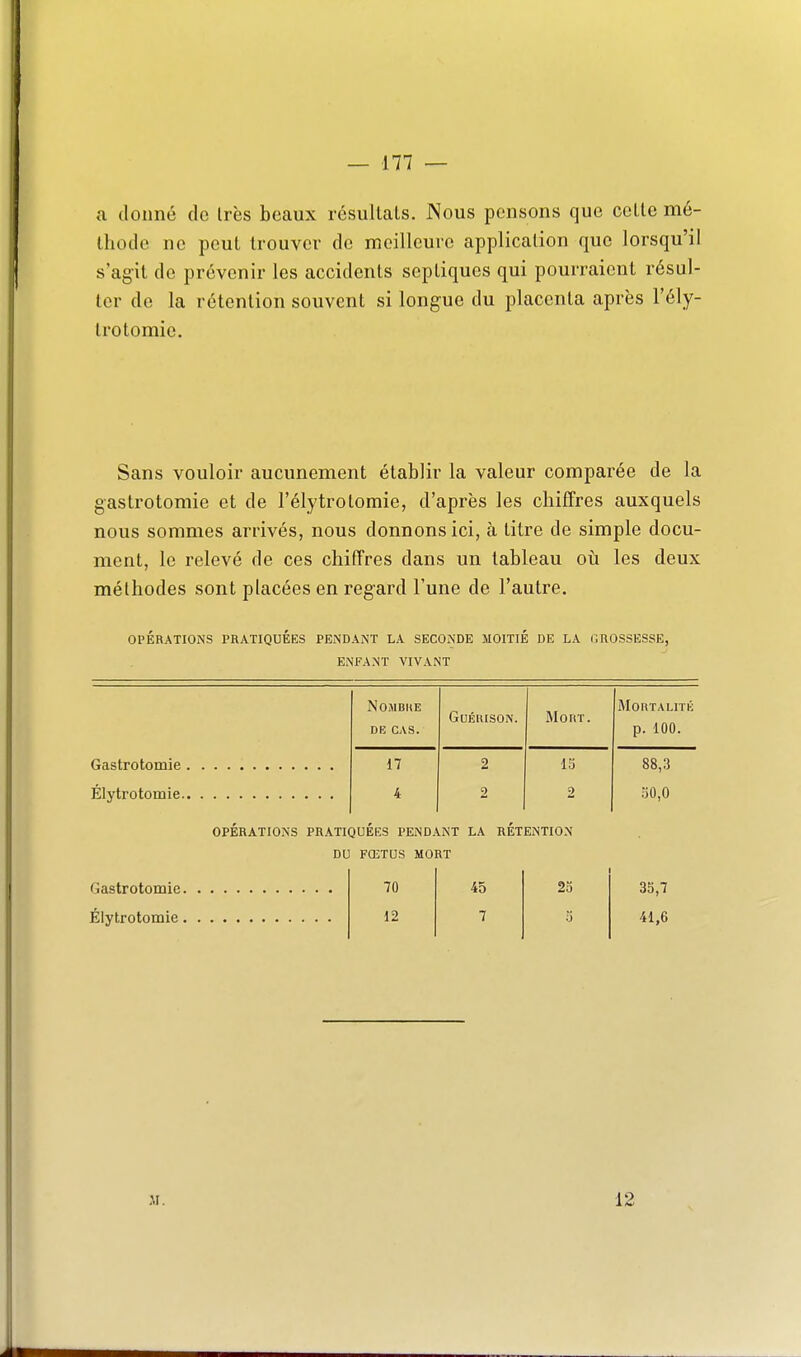 — 177 —
a donné de très beaux résultats. Nous pensons que cette mé-
thode ne peut trouver de meilleure application que lorsqu'il
s'agit de prévenir les accidents septiques qui pourraient résul-
ter de la rétention souvent si longue du placenta après l'ély-
trotomie.
Sans vouloir aucunement établir la valeur comparée de la
gastrotomie et de l'élytrotomie, d'après les chiffres auxquels
nous sommes arrivés, nous donnons ici, à titre de simple docu-
ment, le relevé de ces chiffres dans un tableau où les deux
méthodes sont placées en regard l'une de l'autre.
OPÉRATIONS PRATIQUÉES PENDANT LA SECONDE MOITIÉ DE LA GROSSESSE,
ENFANT VIVANT
NOMBRE DE CAS. GUÉRISON. MORT. MORTALITÉ p. 100.
Gastrotomie . . . . . . . . . . . . 17 2 15 88,3
Élytrotomie. . . . . . . . . . . . . 4 2 2 50,0
OPÉRATIONS PRATIQUÉES PENDANT LA RÉTENTION
DU FŒTUS MORT
Gastrotomie. . . . . . . . . . . . 70 45 25 35,7
Élytrotomie . . . . . . . . . . . . 12 7 5 41,6
M. 12